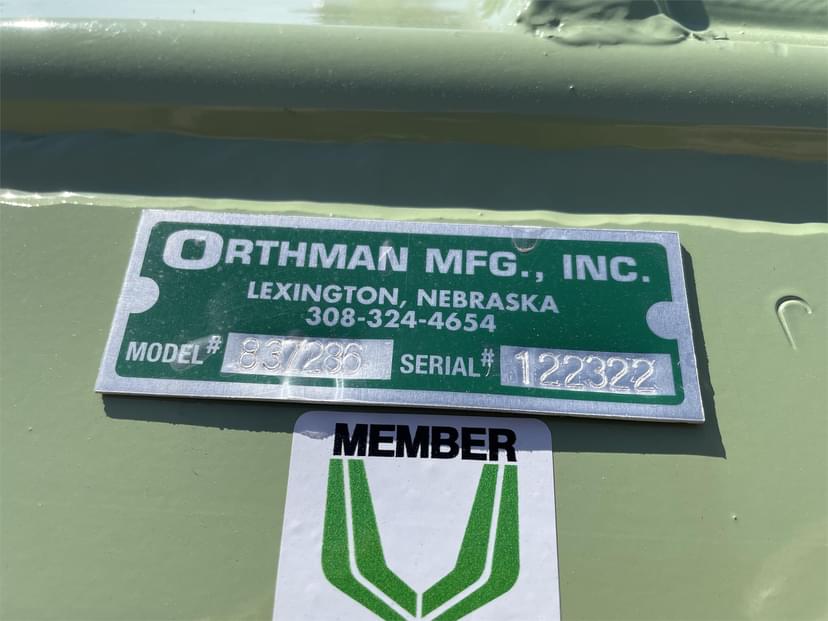 ORTHMAN MFG., INC.
LEXINGTON, NEBRASKA
308-324-4654
MODEL# 837286 SERIAL# 122322
MEMBER